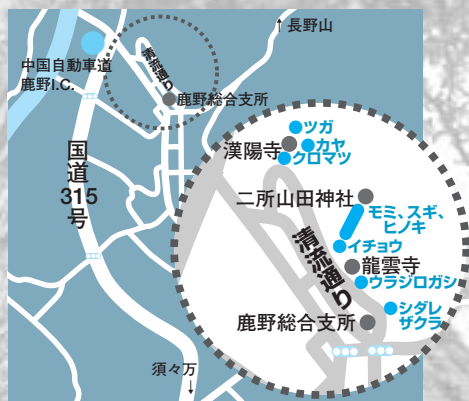 ↑長野山
中国自動車道
鹿野I.C.
清流通り
鹿野総合支所
国道
315
号
須々万
↓
ツガ
カヤ
漢陽寺
クロマツ
二所山田神社
モミ、スギ、
ヒノキ
イチョウ
清流通り
龍雲寺
ウラジロガシ
シダレ
ザクラ
鹿野総合支所